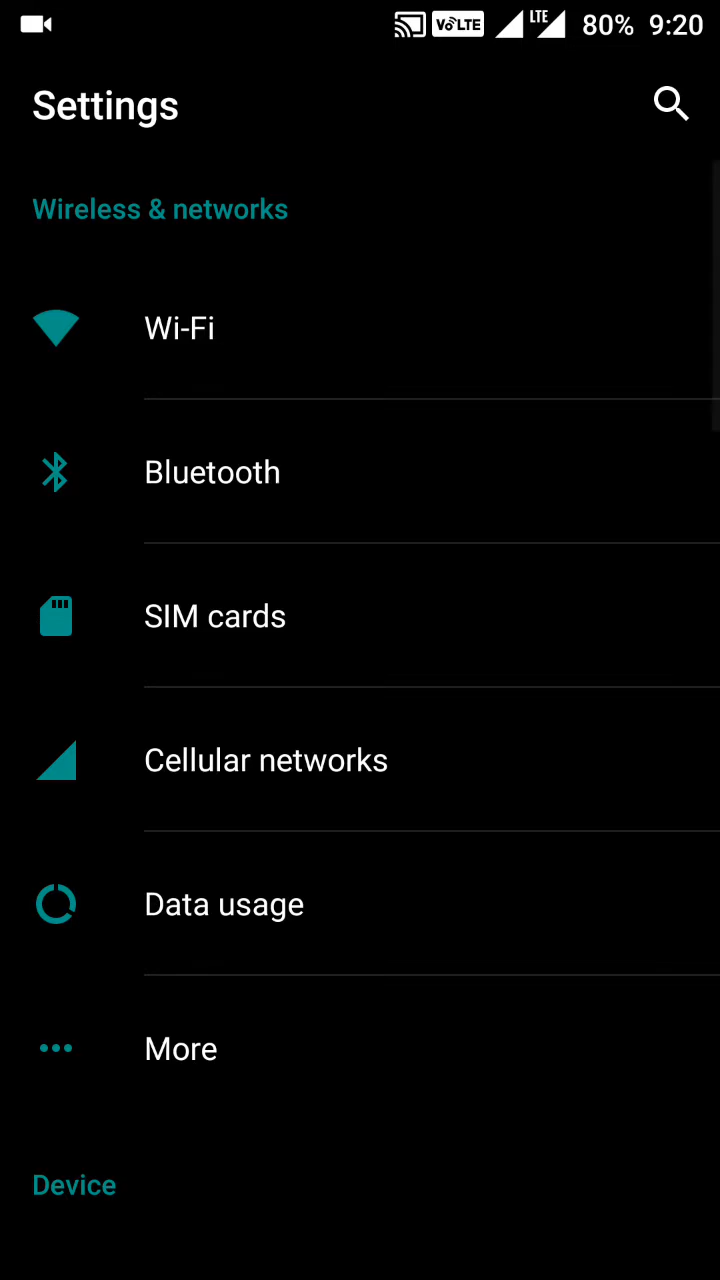 VoLTE LTE 80% 9:20
Settings
Wireless & networks
Wi-Fi
Bluetooth
SIM cards
Cellular networks
Data usage
More
Device